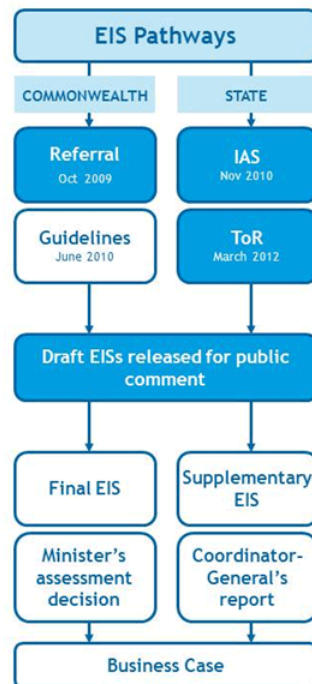 EIS Pathways
COMMONWEALTH
STATE
Referral
Oct 2009
IAS
Nov 2010
Guidelines
June 2010
ToR
March 2012
Draft EISs released for public
comment
Final EIS
Supplementary
EIS
Minister's
assessment
decision
Coordinator-
General's
report
Business Case